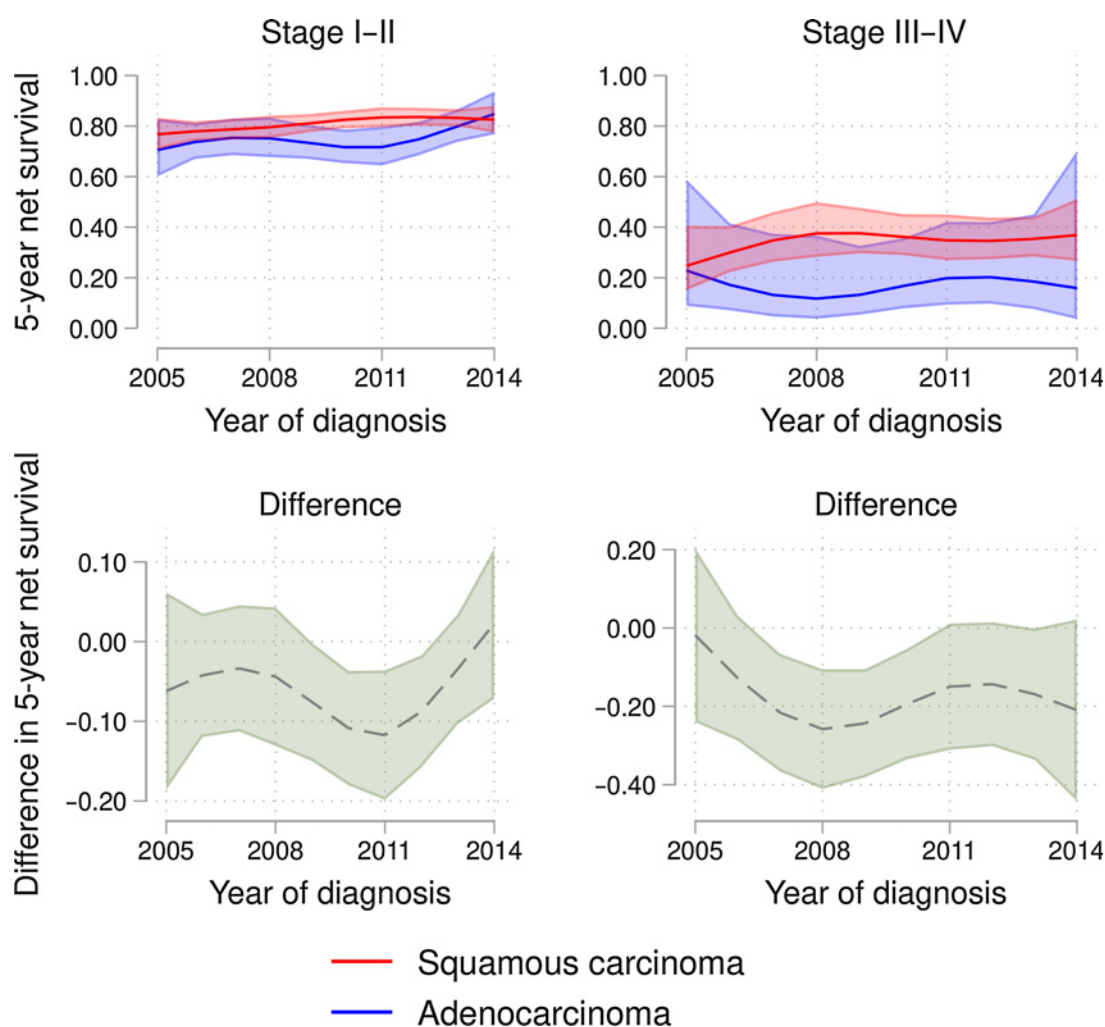 Stage I–II
Stage III–IV
5-year net survival
1.00
0.80
0.60
0.40
0.20
0.00
2005 2008 2011 2014
Year of diagnosis
1.00
0.80
0.60
0.40
0.20
0.00
2005 2008 2011 2014
Year of diagnosis
Difference in 5-year net survival
Difference
0.10
0.00
−0.10
−0.20
2005 2008 2011 2014
Year of diagnosis
Difference
0.20
0.00
−0.20
−0.40
2005 2008 2011 2014
Year of diagnosis
Squamous carcinoma
Adenocarcinoma